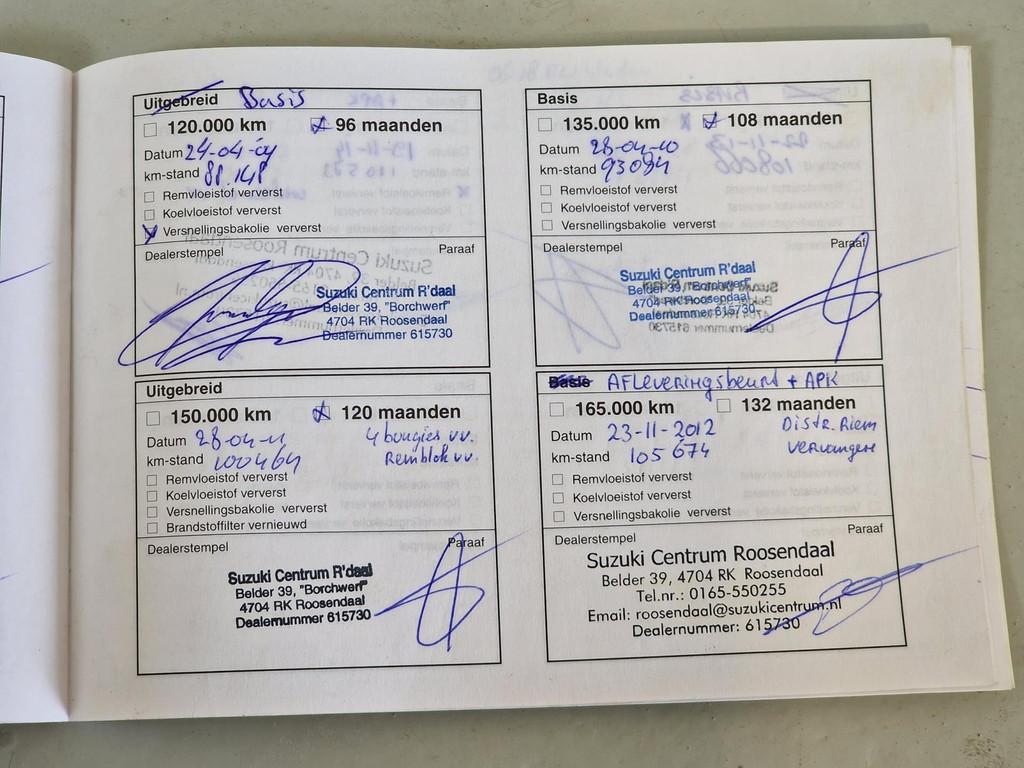 Uitgebreid Basis
120.000 km 96 maanden
Datum 24-04-09
km-stand 88.148
Remvloeistof ververst
Koelvloeistof ververst
Versnellingsbakolie ververst
Dealerstempel Paraaf
Suzuki Centrum R'daal
Belder 39, "Borchwerf"
4704 RK Roosendaal
Dealernummer 615730
Basis
135.000 km 108 maanden
Datum 28-04-10
km-stand 93094
Remvloeistof ververst
Koelvloeistof ververst
Versnellingsbakolie ververst
Dealerstempel Paraaf
Suzuki Centrum R'daal
Belder 39, "Borchwerf"
4704 RK Roosendaal
Dealernummer 615730
Uitgebreid
150.000 km 120 maanden
Datum 28-04-11 4 bougies vv.
km-stand 100464 Remblok vv.
Remvloeistof ververst
Koelvloeistof ververst
Versnellingsbakolie ververst
Brandstoffilter vernieuwd
Dealerstempel Paraaf
Suzuki Centrum R'daal
Belder 39, "Borchwerf"
4704 RK Roosendaal
Dealernummer 615730
Basis Afleveringsbeurt + APK
165.000 km 132 maanden
Datum 23-11-2012 Distr. Riem
km-stand 105674 vervangen
Remvloeistof ververst
Koelvloeistof ververst
Versnellingsbakolie ververst
Dealerstempel Paraaf
Suzuki Centrum Roosendaal
Belder 39, 4704 RK Roosendaal
Tel.nr.: 0165-550255
Email: roosendaal@suzukicentrum.nl
Dealernummer: 615730